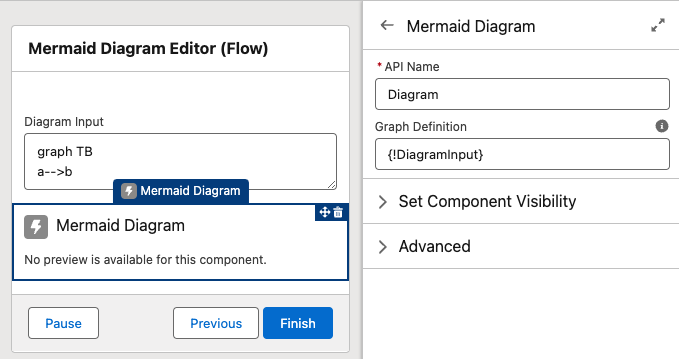 Mermaid Diagram Editor (Flow)
Diagram Input
graph TB
a-->b
Mermaid Diagram
Mermaid Diagram
No preview is available for this component.
Pause
Previous
Finish
Mermaid Diagram
* API Name
Diagram
Graph Definition
{!DiagramInput}
Set Component Visibility
Advanced